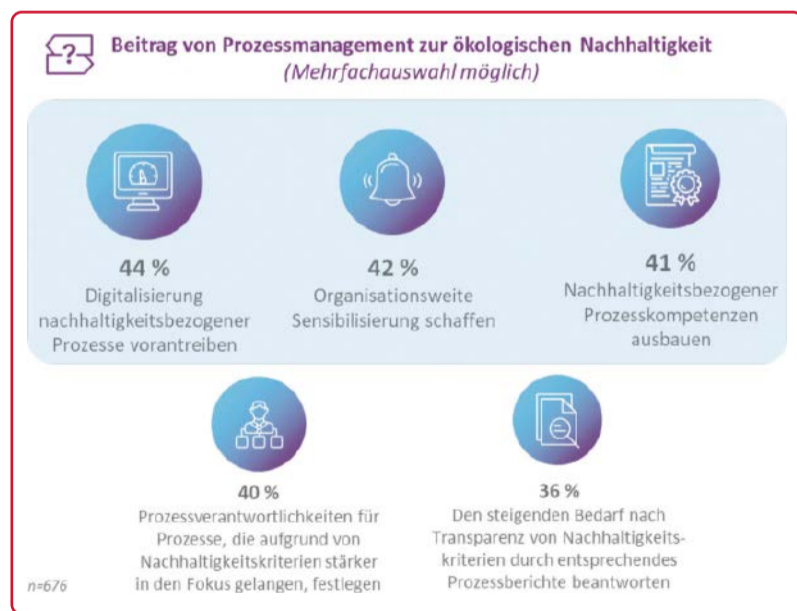 Beitrag von Prozessmanagement zur ökologischen Nachhaltigkeit
(Mehrfachauswahl möglich)
44 %
Digitalisierung
nachhaltigkeitsbezogener
Prozesse vorantreiben
42 %
Organisationsweite
Sensibilisierung schaffen
41 %
Nachhaltigkeitsbezogener
Prozesskompetenzen
ausbauen
40 %
Prozessverantwortlichkeiten für
Prozesse, die aufgrund von
Nachhaltigkeitskriterien stärker
in den Fokus gelangen, festlegen
36 %
Den steigenden Bedarf nach
Transparenz von Nachhaltigkeits-
kriterien durch entsprechendes
Prozessberichte beantworten
n=676